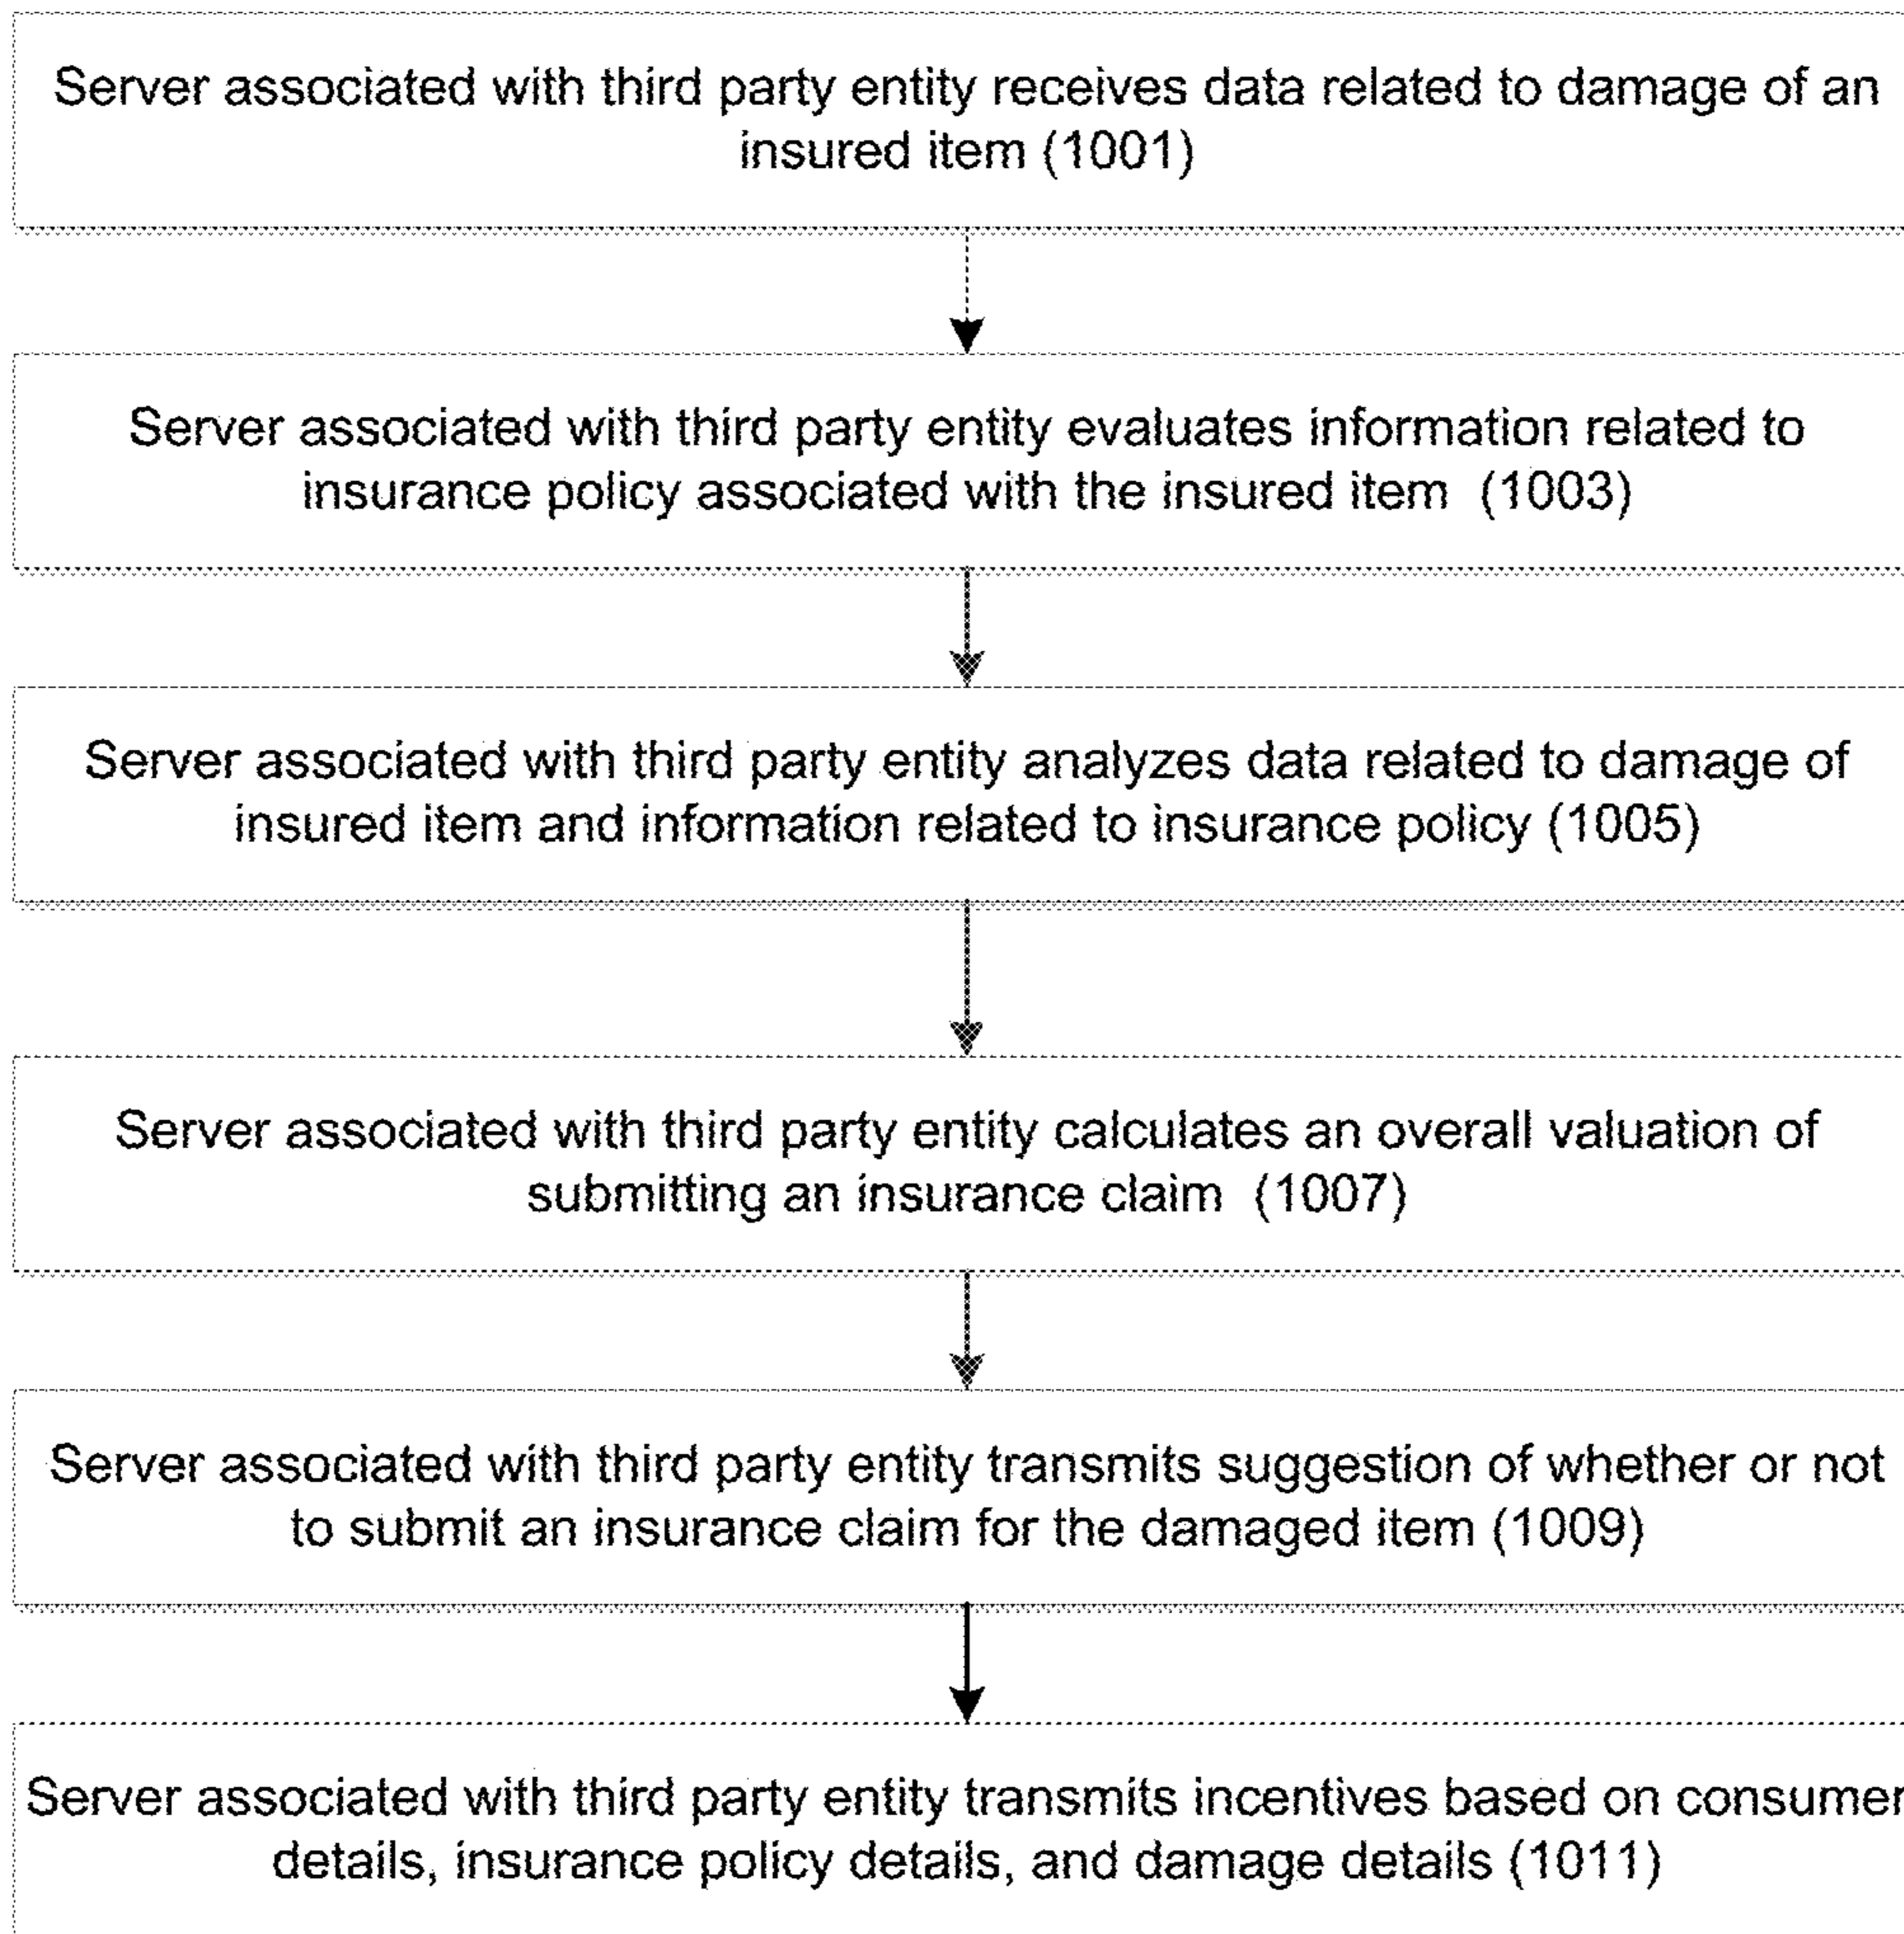 Server associated with third party entity receives data related to damage of an
insured item (1001)
Server associated with third party entity evaluates information related to
insurance policy associated with the insured item (1003)
Server associated with third party entity analyzes data related to damage of
insured item and information related to insurance policy (1005)
Server associated with third party entity calculates an overall valuation of
submitting an insurance claim (1007)
Server associated with third party entity transmits suggestion of whether or not
to submit an insurance claim for the damaged item (1009)
Server associated with third party entity transmits incentives based on consumer
details, insurance policy details, and damage details (1011)